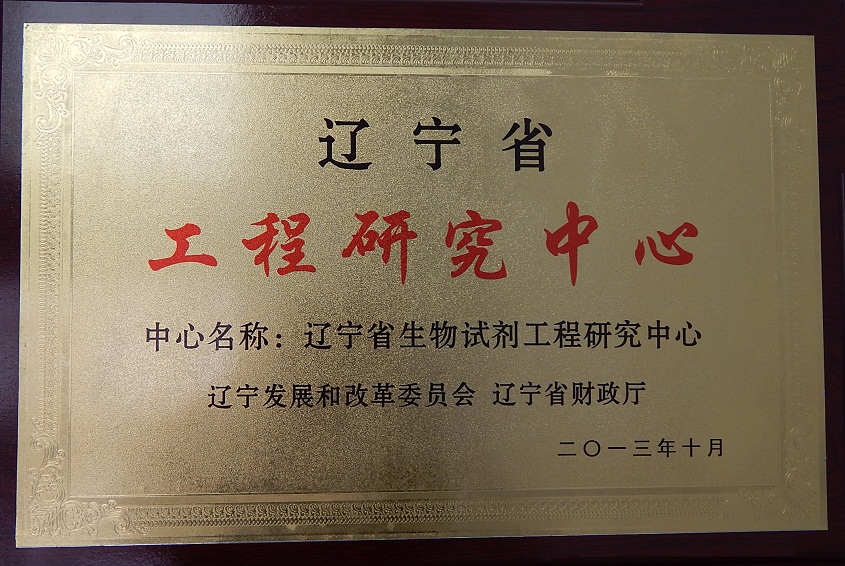 辽宁省
工程研究中心
中心名称：辽宁省生物试剂工程研究中心
辽宁发展和改革委员会 辽宁省财政厅
二〇一三年十月